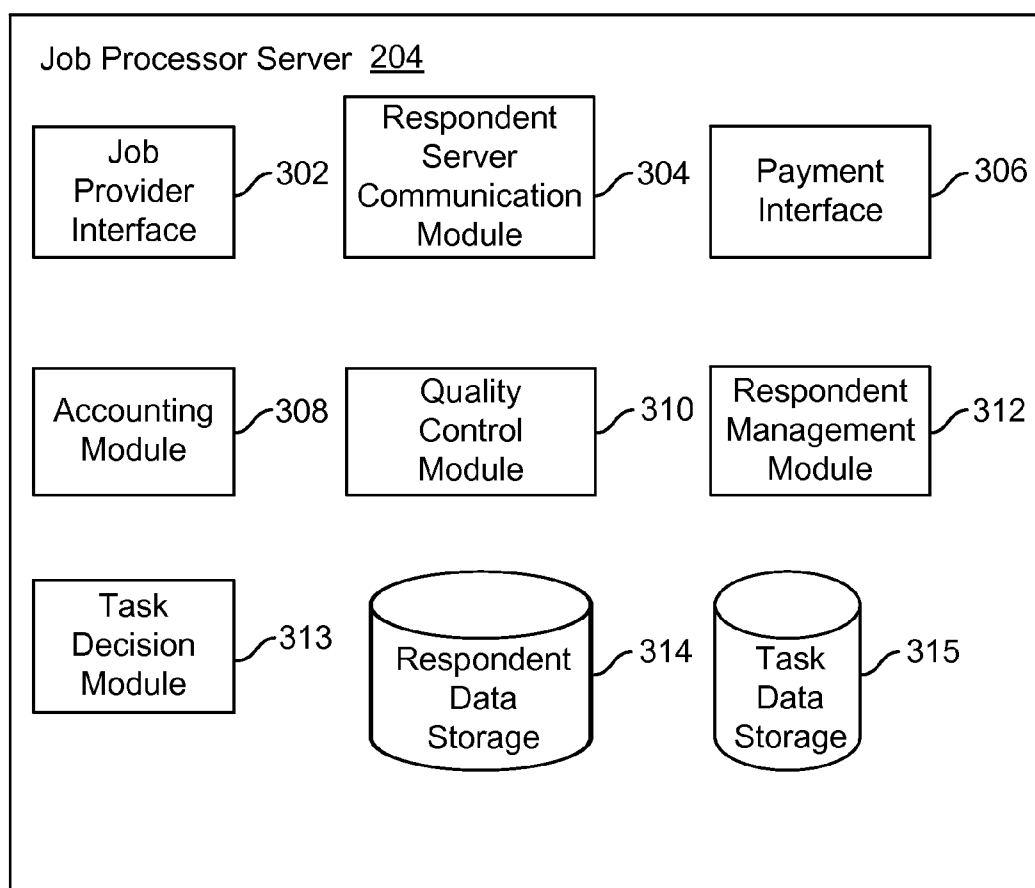 Job Processor Server 204
Job
Provider
Interface
302
Respondent
Server
Communication
Module
304
Payment
Interface
306
Accounting
Module
308
Quality
Control
Module
310
Respondent
Management
Module
312
Task
Decision
Module
313
Respondent
Data
Storage
314
Task
Data
Storage
315